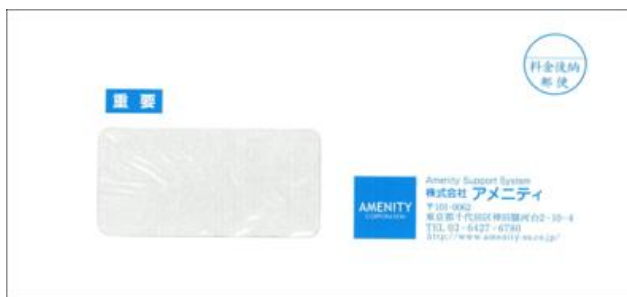 料金後納
郵便
重要
Amenity Support System
株式会社 アメニティ
AMENITY
CORPORATION
〒101-0062
東京都千代田区神田駿河台2-10-4
TEL 03-6427-6780
http://www.amenity-ss.co.jp/